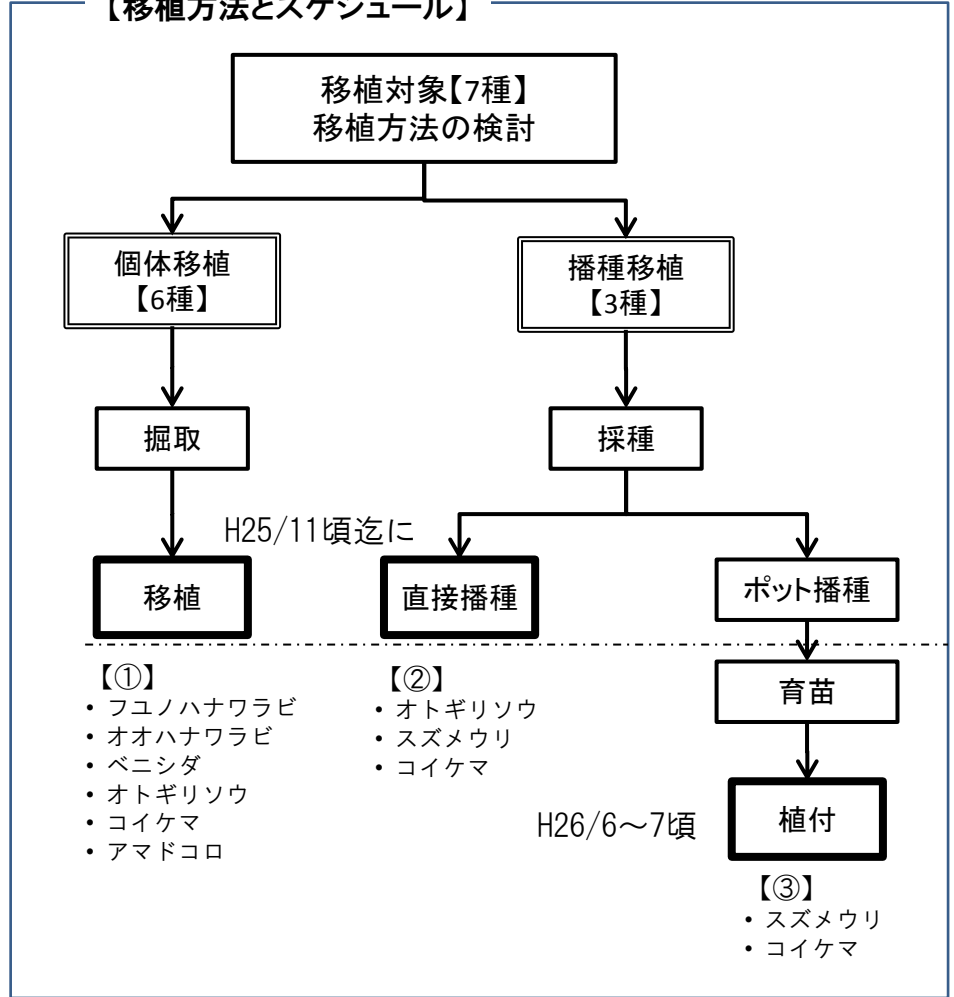 【移植方法とスケジュール】
移植対象【7種】
移植方法の検討
個体移植
【6種】
播種移植
【3種】
掘取
採種
H25/11頃迄に
移植
直接播種
ポット播種
【①】
• フユノハナワラビ
• オオハナワラビ
• ベニシダ
• オトギリソウ
• コイケマ
• アマドコロ
【②】
• オトギリソウ
• スズメウリ
• コイケマ
育苗
H26/6～7頃
植付
【③】
• スズメウリ
• コイケマ